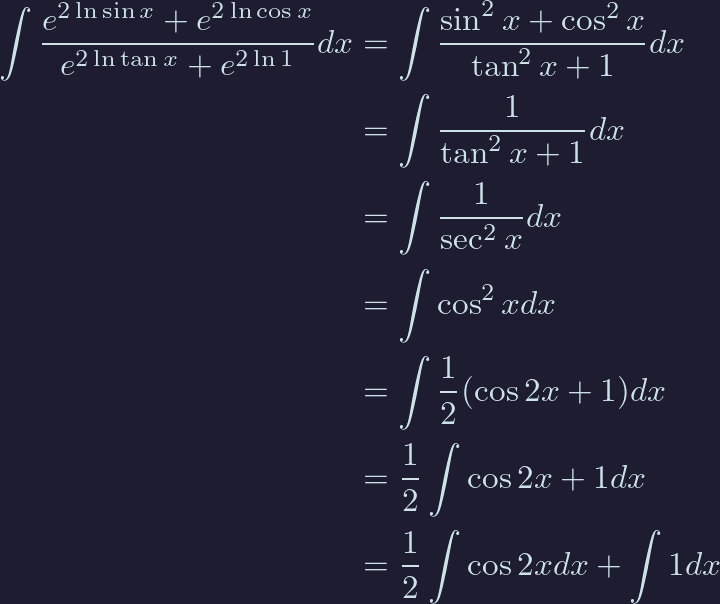 ∫ (e^{2 ln sin x} + e^{2 ln cos x})/(e^{2 ln tan x} + e^{2 ln 1}) dx = ∫ (sin² x + cos² x)/(tan² x + 1) dx
= ∫ 1/(tan² x + 1) dx
= ∫ 1/(sec² x) dx
= ∫ cos² x dx
= ∫ 1/2 (cos 2x + 1) dx
= 1/2 ∫ cos 2x + 1 dx
= 1/2 ∫ cos 2x dx + ∫ 1 dx